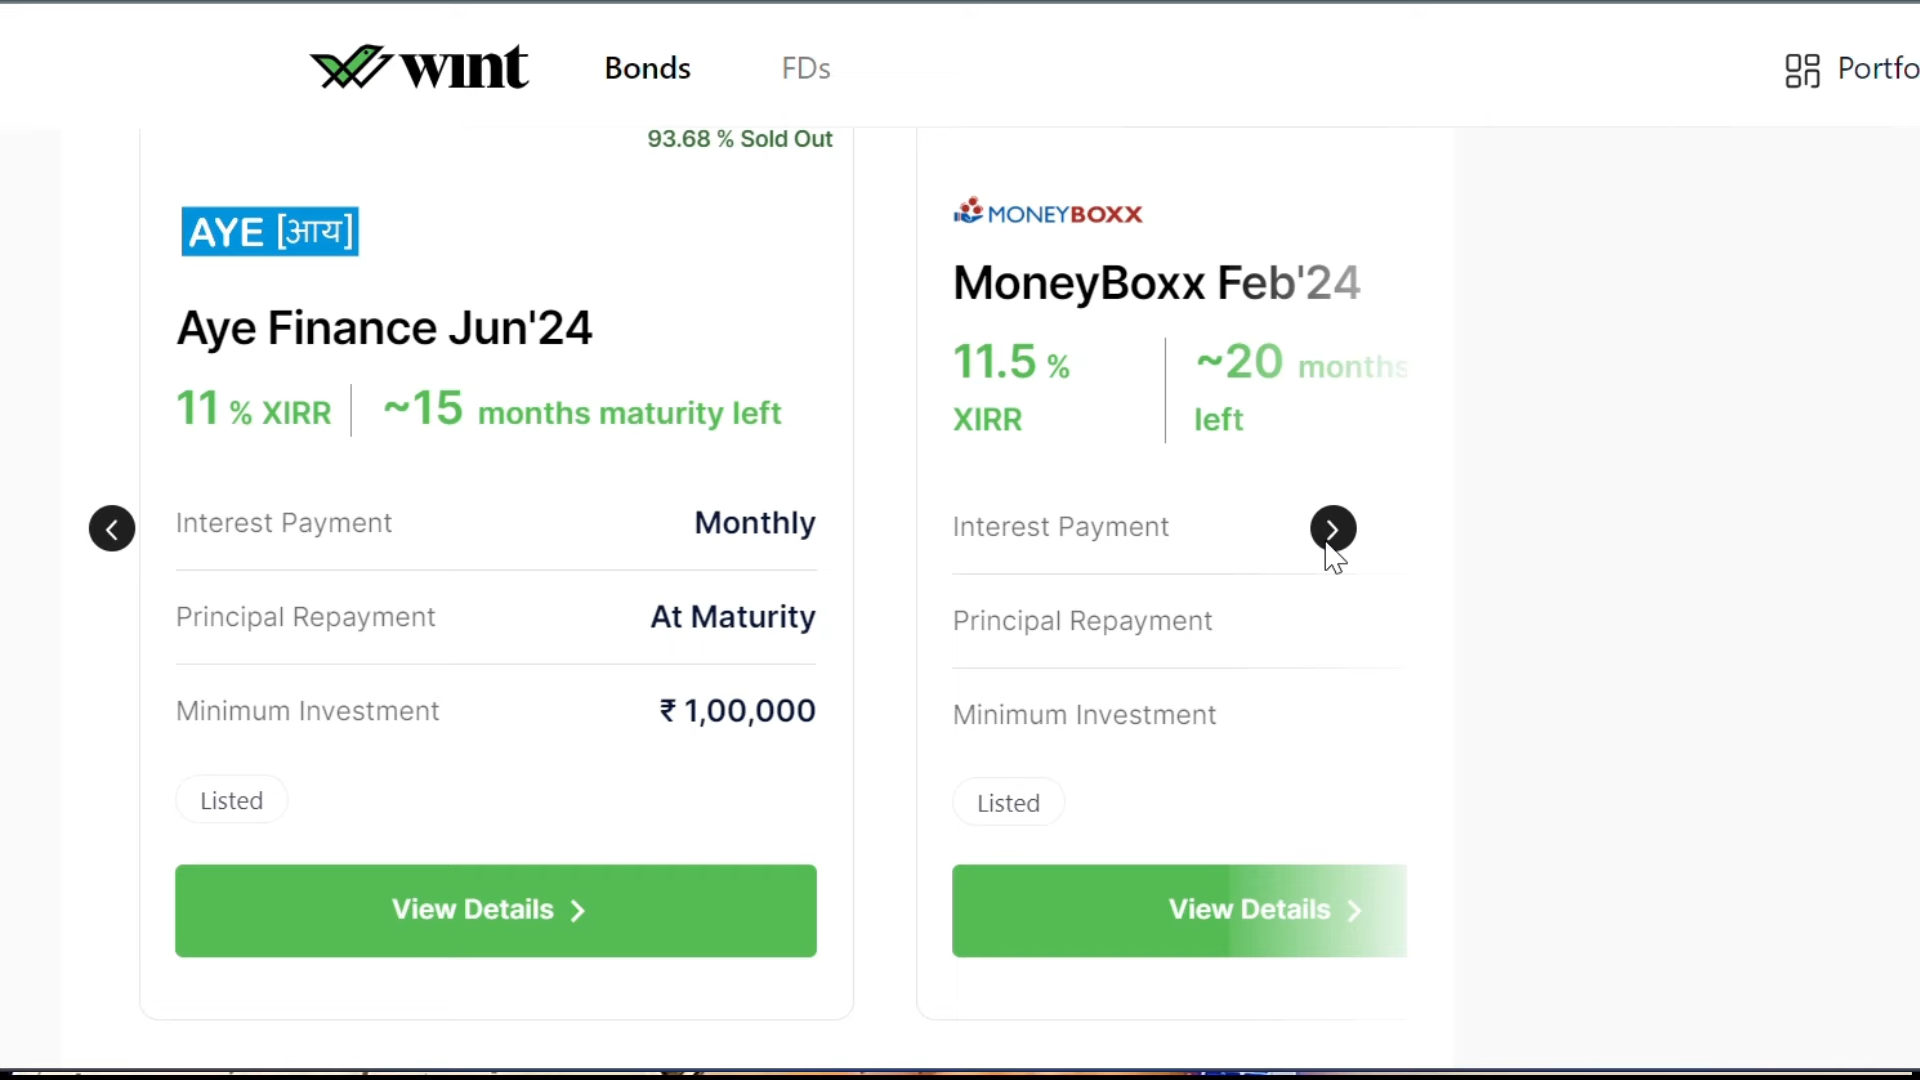 wint
Bonds
FDs
Portfo
93.68 % Sold Out
AYE [आय]
Aye Finance Jun'24
11 % XIRR
~15 months maturity left
Interest Payment
Monthly
Principal Repayment
At Maturity
Minimum Investment
₹ 1,00,000
Listed
View Details
MONEYBOXX
MoneyBoxx Feb'24
11.5 %
XIRR
~20 months
left
Interest Payment
Principal Repayment
Minimum Investment
Listed
View Details